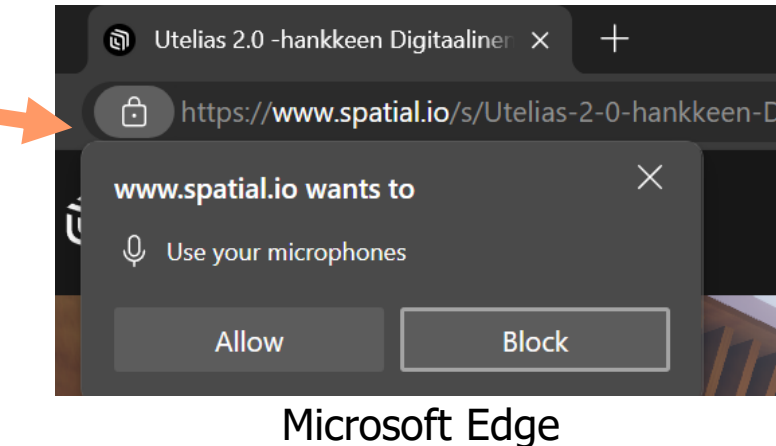 Utelias 2.0 -hankkeen Digitaalinen
https://www.spatial.io/s/Utelias-2-0-hankkeen-D
www.spatial.io wants to
Use your microphones
Allow Block
Microsoft Edge